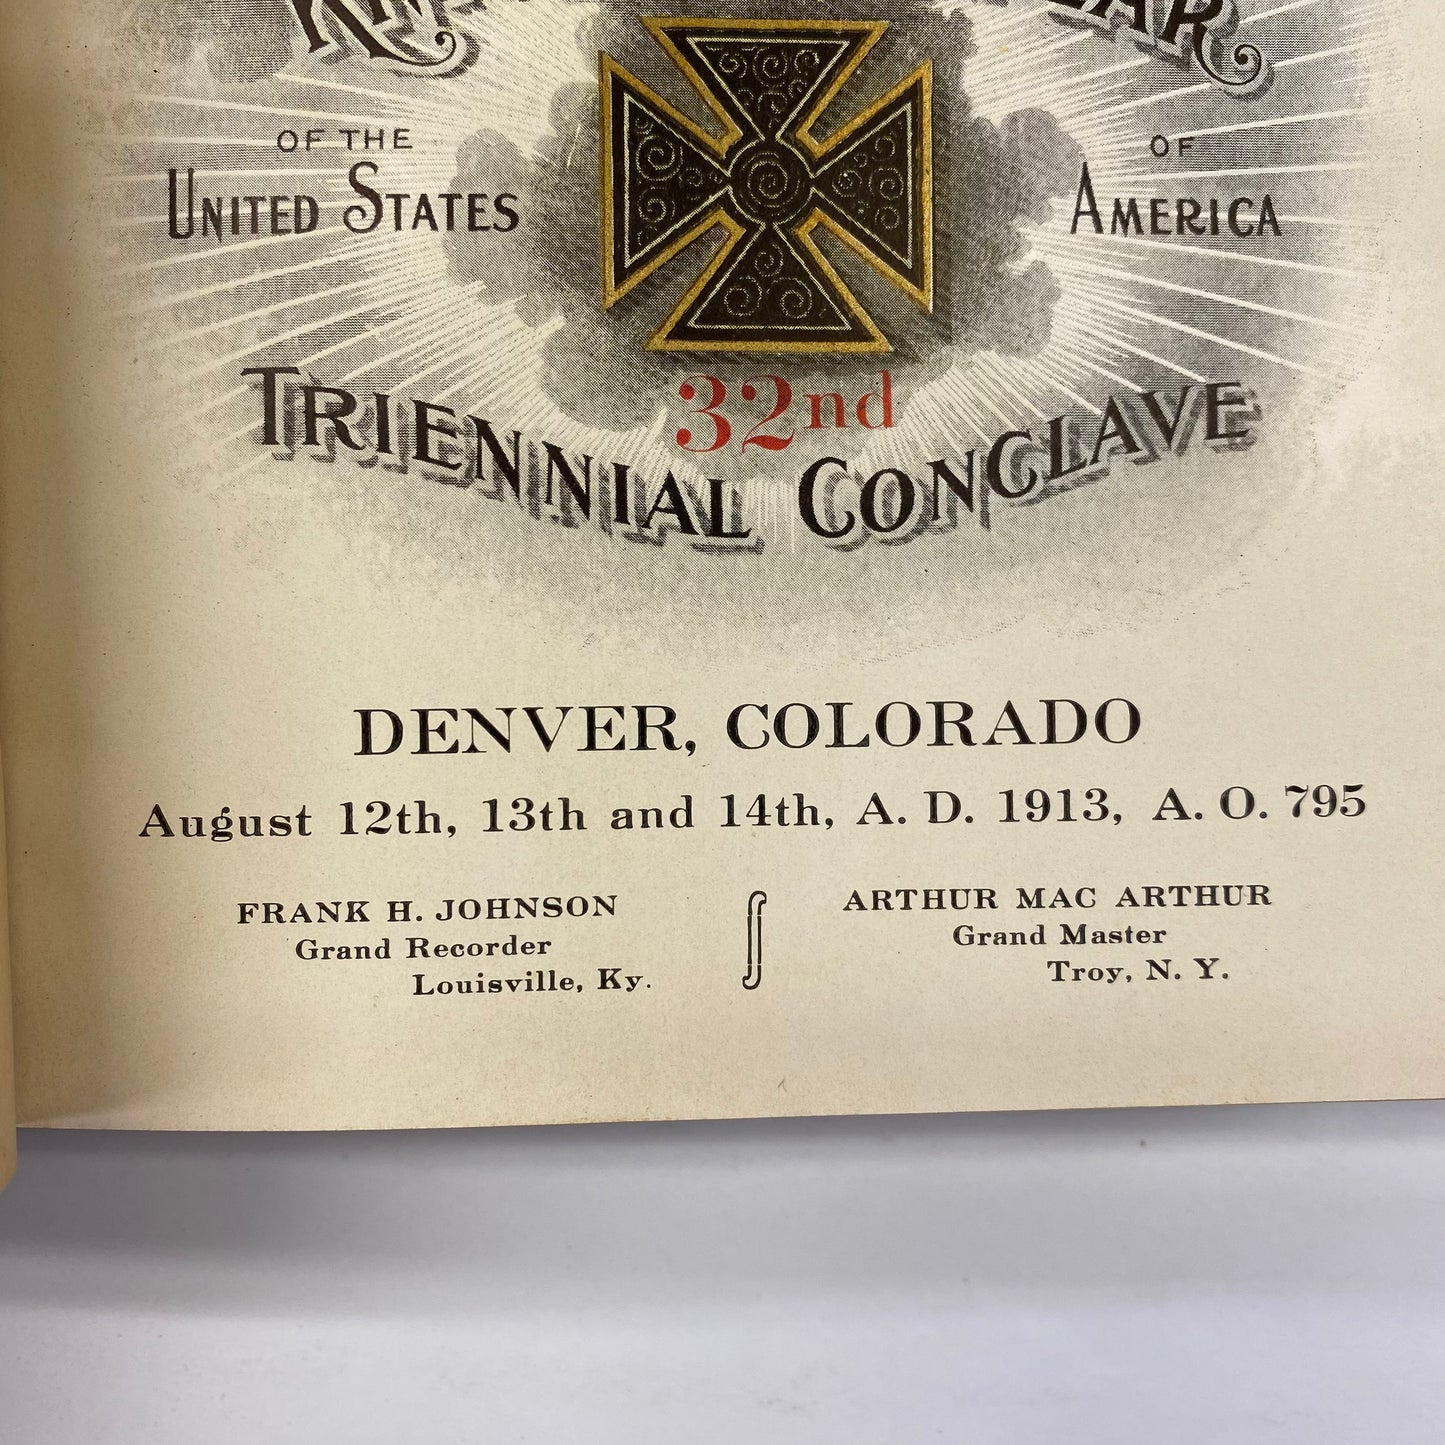 OF THE
UNITED STATES
OF
AMERICA
32nd
TRIENNIAL CONCLAVE
DENVER, COLORADO
August 12th, 13th and 14th, A. D. 1913, A. O. 795
FRANK H. JOHNSON
Grand Recorder
Louisville, Ky.
ARTHUR MAC ARTHUR
Grand Master
Troy, N. Y.